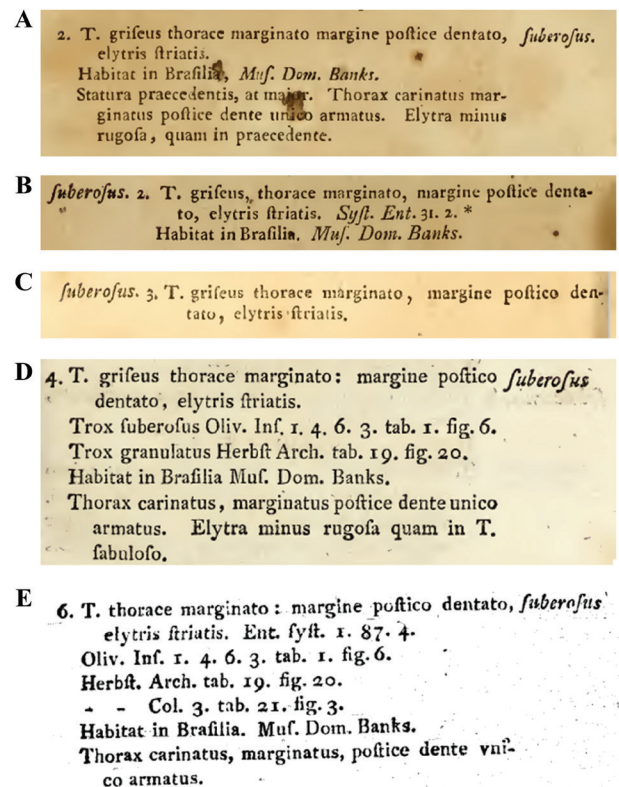 A
2. T. griſeus thorace marginato margine poſtice dentato, ſuberoſus.
elytris ſtriatis.
Habitat in Braſilia, Muſ. Dom. Banks.
Statura praecedentis, at major. Thorax carinatus mar-
ginatus poſtice dente unico armatus. Elytra minus
rugoſa, quam in praecedente.
B
ſuberoſus. 2. T. griſeus, thorace marginato, margine poſtice denta-
to, elytris ſtriatis. Syſt. Ent. 31. 2. *
Habitat in Braſilia. Muſ. Dom. Banks.
C
ſuberoſus. 3. T. griſeus thorace marginato, margine poſtico den-
tato, elytris ſtriatis.
D
4. T. griſeus thorace marginato: margine poſtico ſuberoſus
dentato, elytris ſtriatis.
Trox ſuberoſus Oliv. Inſ. 1. 4. 6. 3. tab. 1. fig. 6.
Trox granulatus Herbſt Arch. tab. 19. fig. 20.
Habitat in Braſilia Muſ. Dom. Banks.
Thorax carinatus, marginatus poſtice dente unico
armatus. Elytra minus rugoſa quam in T.
ſabuloſo.
E
6. T. thorace marginato: margine poſtico dentato, ſuberoſus
elytris ſtriatis. Ent. ſyſt. 1. 87. 4.
Oliv. Inſ. 1. 4. 6. 3. tab. 1. fig. 6.
Herbſt. Arch. tab. 19. fig. 20.
- - Col. 3. tab. 21. fig. 3.
Habitat in Braſilia. Muſ. Dom. Banks.
Thorax carinatus, marginatus, poſtice dente vni-
co armatus.